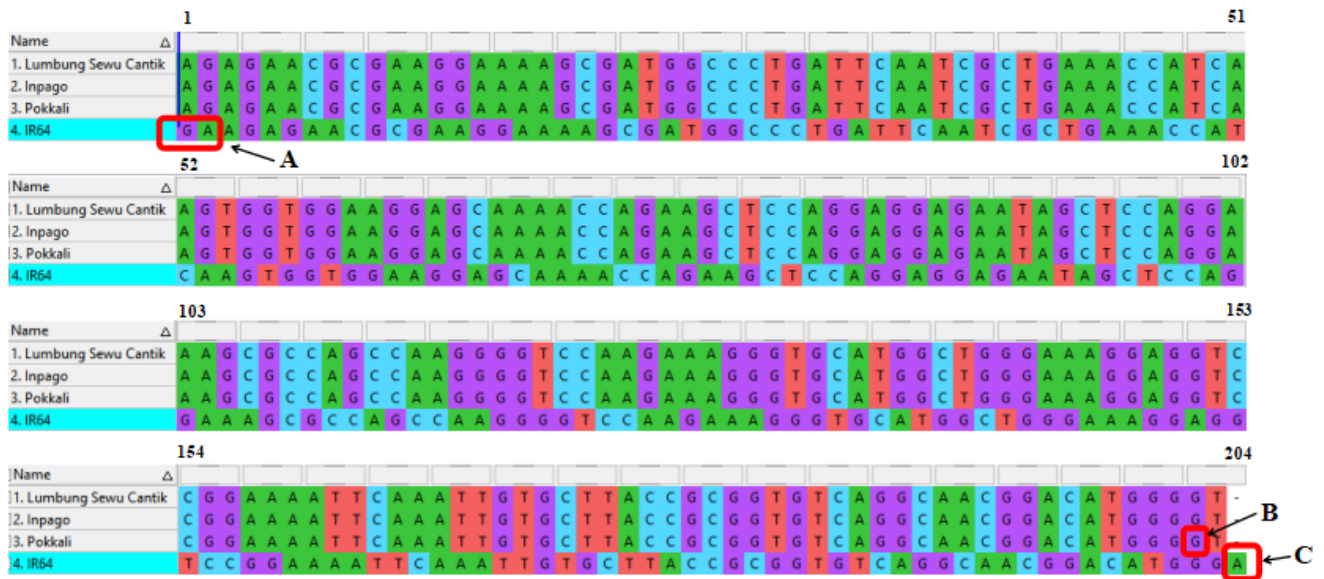 1 51
Name
1. Lumbung Sewu Cantik A G A G A A C G C G A A G G A A A A G C G A T G G C C C T G A T T C A A T C G C T G A A A C C A T C A
2. Inpago A G A G A A C G C G A A G G A A A A G C G A T G G C C C T G A T T C A A T C G C T G A A A C C A T C A
3. Pokkali A G A G A A C G C G A A G G A A A A G C G A T G G C C C T G A T T C A A T C G C T G A A A C C A T C A
4. IR64 G A A G A G A A C G C G A A G G A A A A G C G A T G G C C C T G A T T C A A T C G C T G A A A C C A T
A
52 102
Name
1. Lumbung Sewu Cantik A G T G G T G G A A G G A G C A A A A C C A G A A G C T C C A G G A G G A G A A T A G C T C C A G G A
2. Inpago A G T G G T G G A A G G A G C A A A A C C A G A A G C T C C A G G A G G A G A A T A G C T C C A G G A
3. Pokkali A G T G G T G G A A G G A G C A A A A C C A G A A G C T C C A G G A G G A G A A T A G C T C C A G G A
4. IR64 C A A G T G G T G G A A G G A G C A A A A C C A G A A G C T C C A G G A G G A G A A T A G C T C C A G
103 153
Name
1. Lumbung Sewu Cantik A A G C G C C A G C C A A G G G G T C C A A G A A A G G G T G C A T G G C T G G G A A A G G A G G T C
2. Inpago A A G C G C C A G C C A A G G G G T C C A A G A A A G G G T G C A T G G C T G G G A A A G G A G G T C
3. Pokkali A A G C G C C A G C C A A G G G G T C C A A G A A A G G G T G C A T G G C T G G G A A A G G A G G T C
4. IR64 G A A A G C G C C A G C C A A G G G G T C C A A G A A A G G G T G C A T G G C T G G G A A A G G A G G
154 204
Name
1. Lumbung Sewu Cantik C G G A A A A T T C A A A T T G T G C T T A C C G C G G T G T C A G G C A A C G G A C A T G G G G T -
2. Inpago C G G A A A A T T C A A A T T G T G C T T A C C G C G G T G T C A G G C A A C G G A C A T G G G G T -
3. Pokkali C G G A A A A T T C A A A T T G T G C T T A C C G C G G T G T C A G G C A A C G G A C A T G G G G T -
4. IR64 T C C G G A A A A T T C A A A T T G T G C T T A C C G C G G T G T C A G G C A A C G G A C A T G G G A
B
C